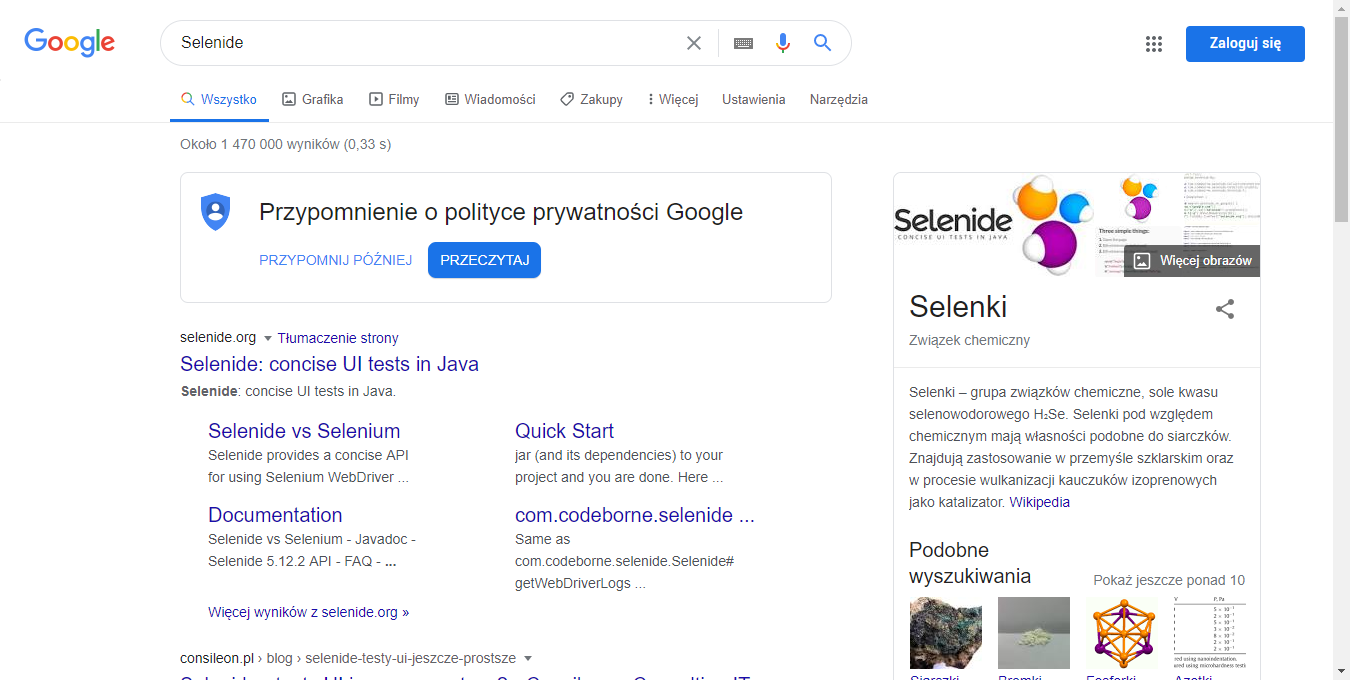 Google
Selenide
Zaloguj się
Wszystko
Grafika
Filmy
Wiadomości
Zakupy
Więcej
Ustawienia
Narzędzia
Około 1 470 000 wyników (0,33 s)
Przypomnienie o polityce prywatności Google
PRZYPOMNIJ PÓŹNIEJ
PRZECZYTAJ
selenide.org
Tłumaczenie strony
Selenide: concise UI tests in Java
Selenide: concise UI tests in Java.
Selenide vs Selenium
Selenide provides a concise API
for using Selenium WebDriver ...
Quick Start
jar (and its dependencies) to your
project and you are done. Here ...
Documentation
Selenide vs Selenium - Javadoc -
Selenide 5.12.2 API - FAQ - ...
com.codeborne.selenide ...
Same as
com.codeborne.selenide.Selenide#
getWebDriverLogs ...
Więcej wyników z selenide.org »
consileon.pl › blog › selenide-testy-ui-jeszcze-prostsze
Selenide
CONCISE UI TESTS IN JAVA
Three simple things:
Więcej obrazów
Selenki
Związek chemiczny
Selenki – grupa związków chemiczne, sole kwasu
selenowodorowego H₂Se. Selenki pod względem
chemicznym mają własności podobne do siarczków.
Znajdują zastosowanie w przemyśle szklarskim oraz
w procesie wulkanizacji kauczuków izoprenowych
jako katalizator. Wikipedia
Podobne
wyszukiwania
Pokaż jeszcze ponad 10